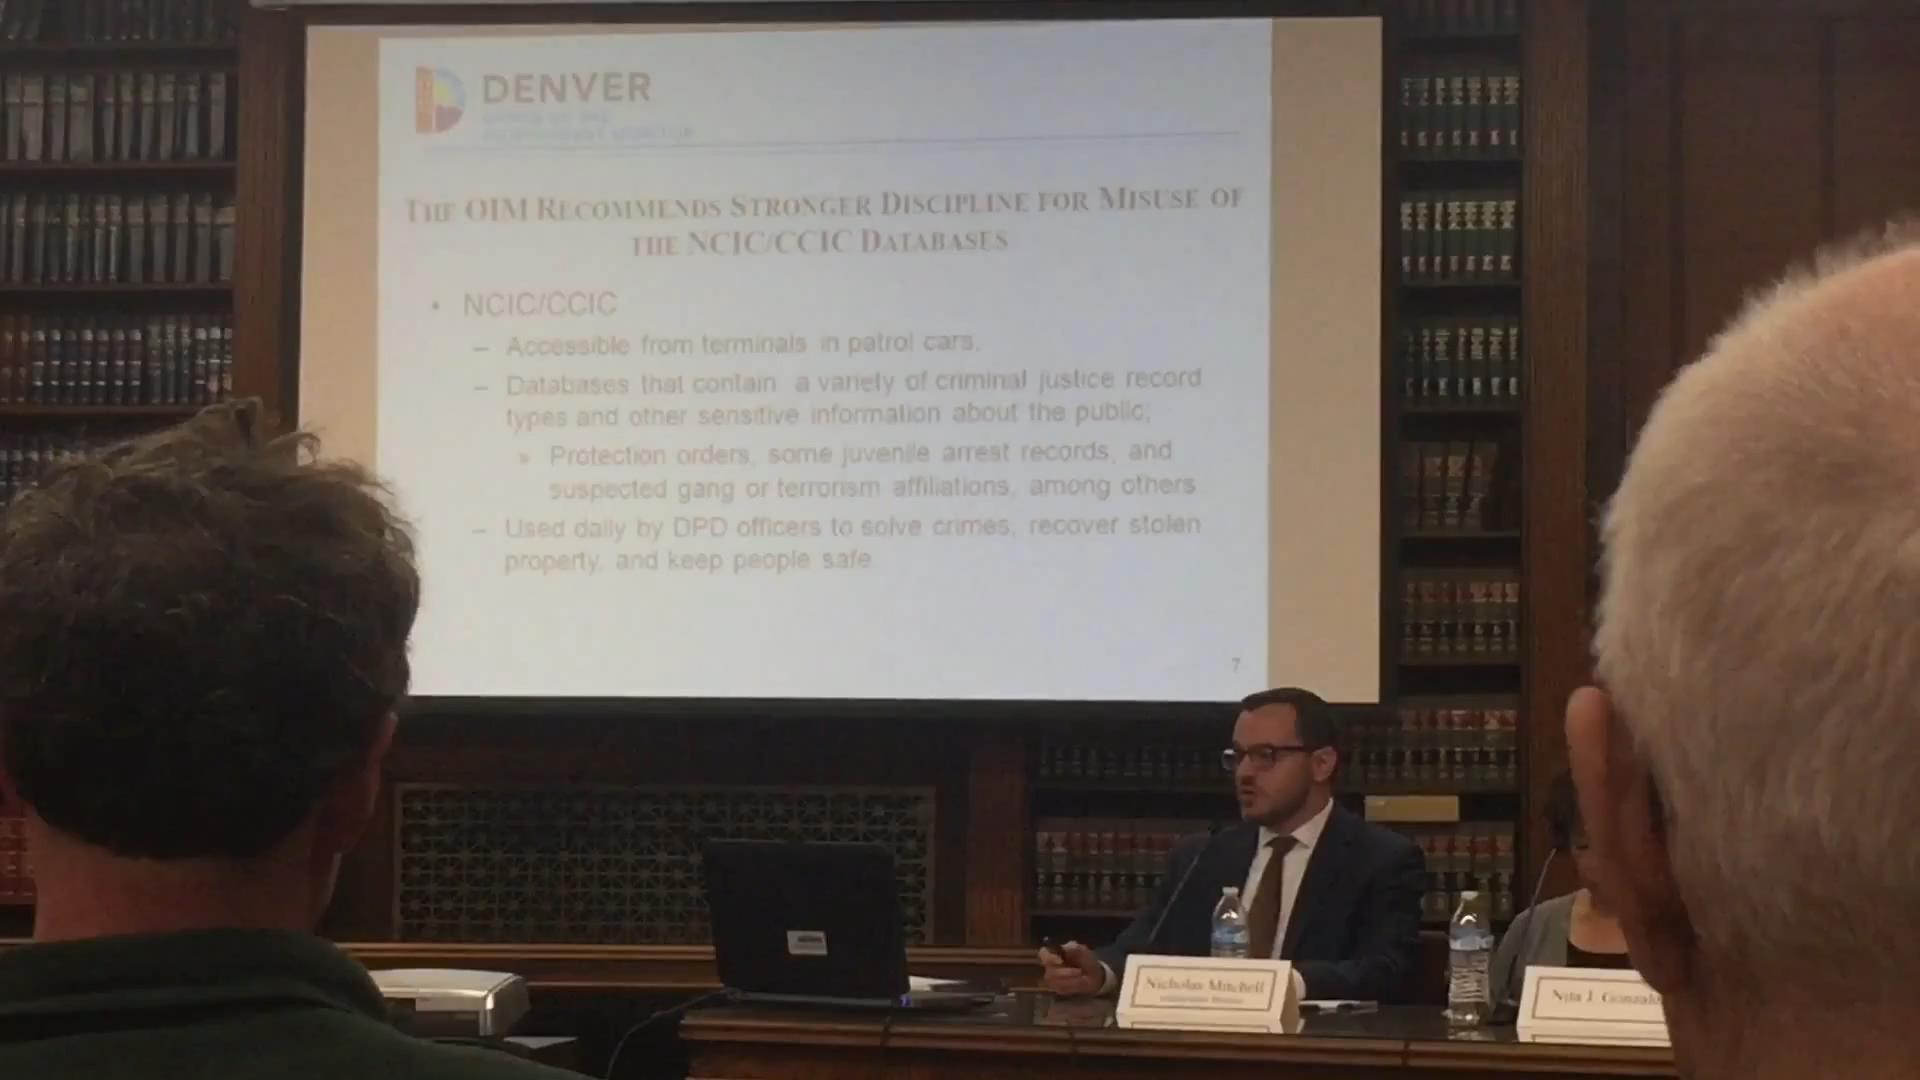 DENVER
THE OIM RECOMMENDS STRONGER DISCIPLINE FOR MISUSE OF
THE NCIC/CCIC DATABASES
• NCIC/CCIC
– Accessible from terminals in patrol cars.
– Databases that contain a variety of criminal justice record
types and other sensitive information about the public;
» Protection orders, some juvenile arrest records, and
suspected gang or terrorism affiliations, among others
– Used daily by DPD officers to solve crimes, recover stolen
property, and keep people safe
7
Nicholas Mitchell
Nita J. Gonzal